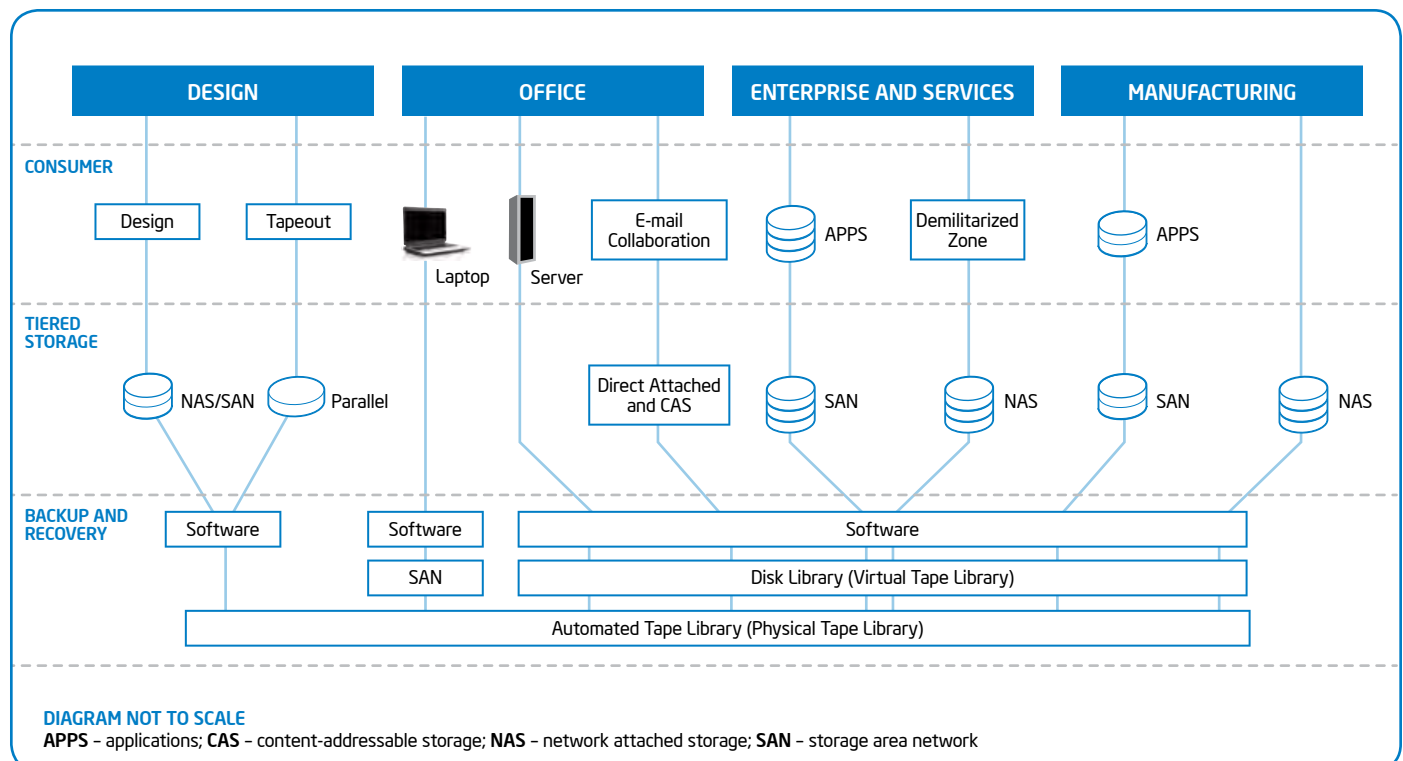 DESIGN
OFFICE
ENTERPRISE AND SERVICES
MANUFACTURING
CONSUMER
Design
Tapeout
Laptop
Server
E-mail
Collaboration
APPS
Demilitarized
Zone
APPS
TIERED
STORAGE
NAS/SAN
Parallel
Direct Attached
and CAS
SAN
NAS
SAN
NAS
BACKUP AND
RECOVERY
Software
Software
Software
SAN
Disk Library (Virtual Tape Library)
Automated Tape Library (Physical Tape Library)
DIAGRAM NOT TO SCALE
APPS – applications; CAS – content-addressable storage; NAS – network attached storage; SAN – storage area network